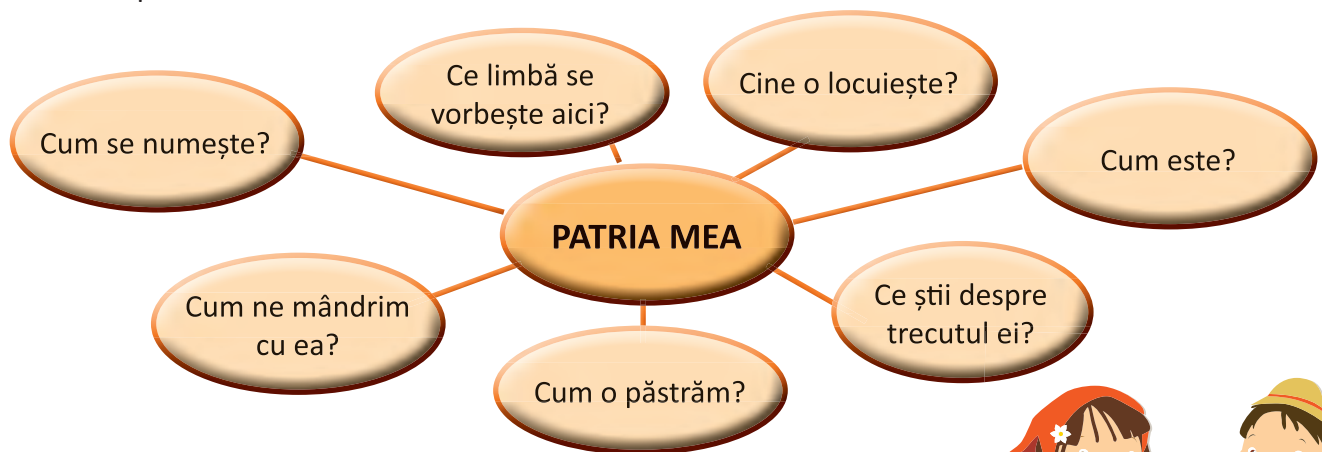 Cum se numește?
Ce limbă se
vorbește aici?
Cine o locuiește?
Cum este?
PATRIA MEA
Cum ne mândrim
cu ea?
Cum o păstrăm?
Ce știi despre
trecutul ei?